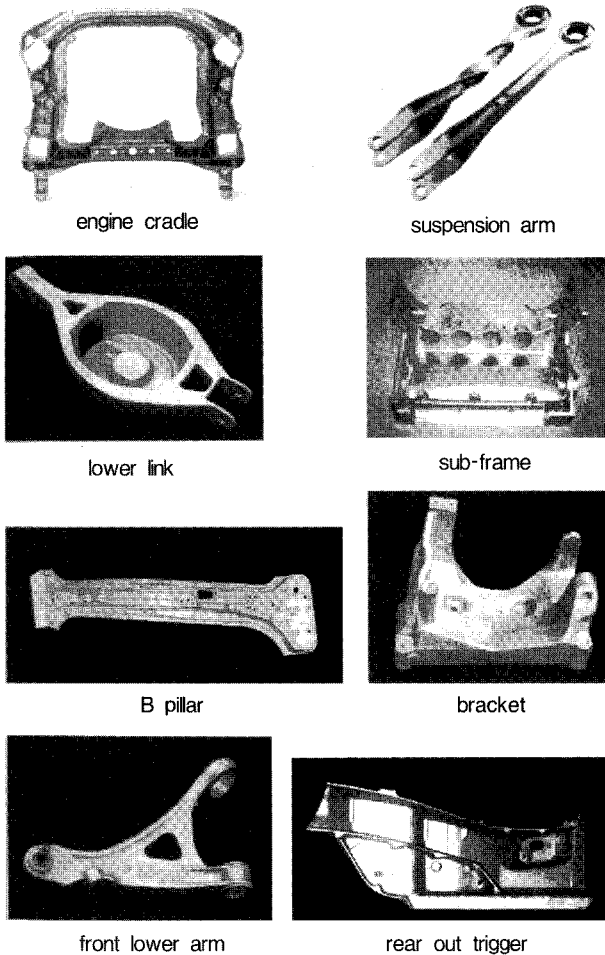 engine cradle
suspension arm
lower link
sub-frame
B pillar
bracket
front lower arm
rear out trigger